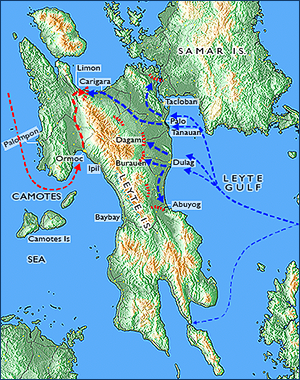 SAMAR IS.
Limon
Carigara
Tacloban
Palo
Tanauan
Palompon
Dagami
Ormoc
Ipil
Burauen
Dulag
LEYTE
GULF
LEYTE IS
CAMOTES
Abuyog
Baybay
Camotes Is
SEA